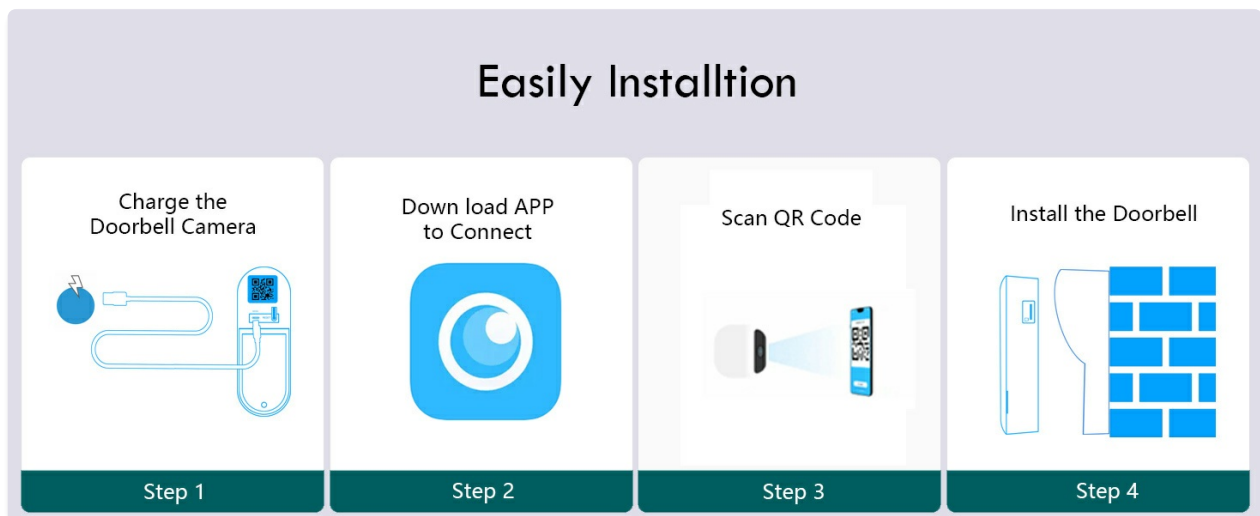 Easily Installtion
Charge the
Doorbell Camera
Down load APP
to Connect
Scan QR Code
Install the Doorbell
Step 1
Step 2
Step 3
Step 4